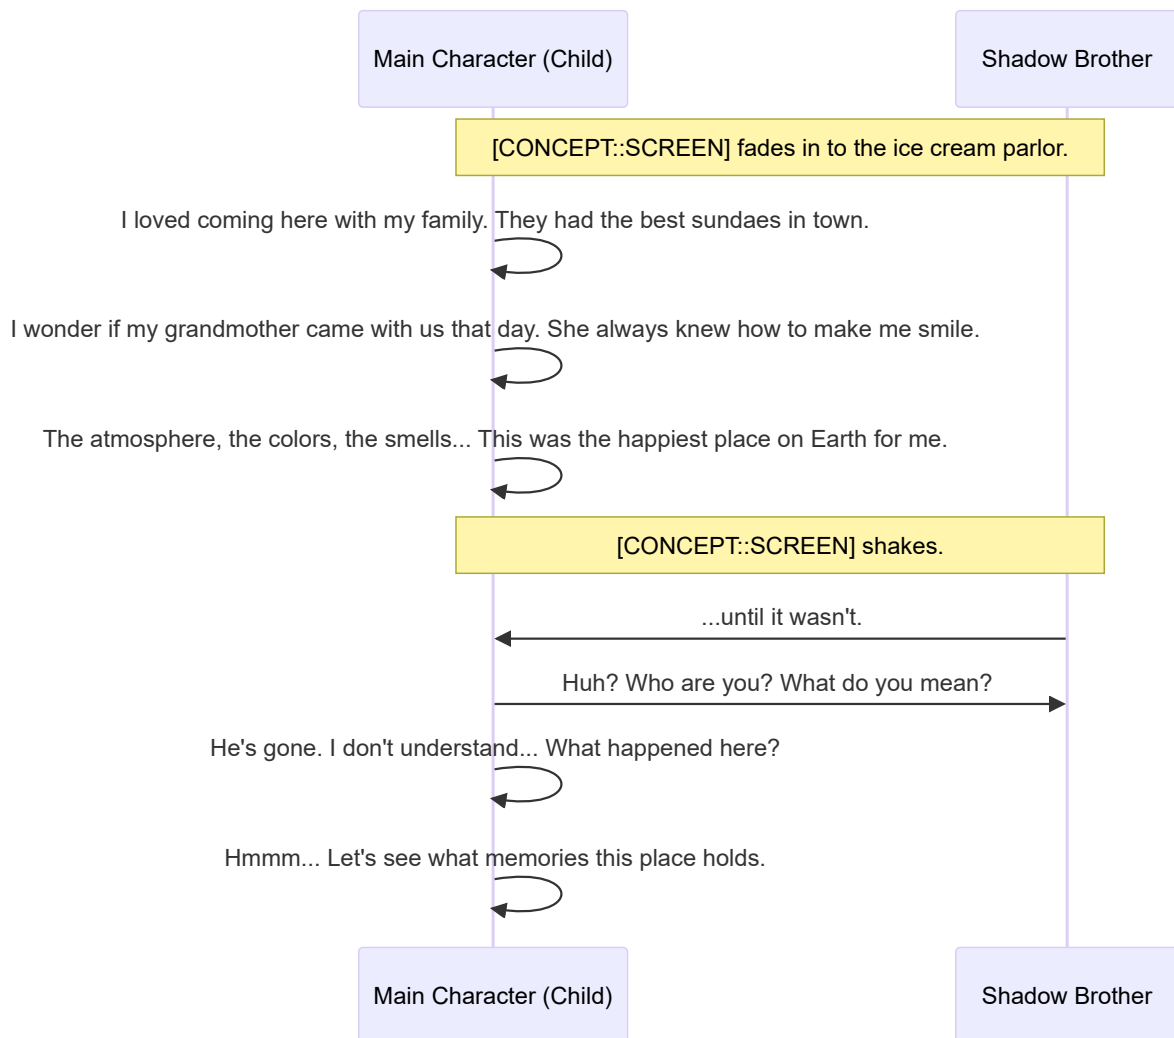 Main Character (Child)
Shadow Brother
[CONCEPT::SCREEN] fades in to the ice cream parlor.
I loved coming here with my family. They had the best sundaes in town.
I wonder if my grandmother came with us that day. She always knew how to make me smile.
The atmosphere, the colors, the smells... This was the happiest place on Earth for me.
[CONCEPT::SCREEN] shakes.
...until it wasn't.
Huh? Who are you? What do you mean?
He's gone. I don't understand... What happened here?
Hmmm... Let's see what memories this place holds.
Main Character (Child)
Shadow Brother